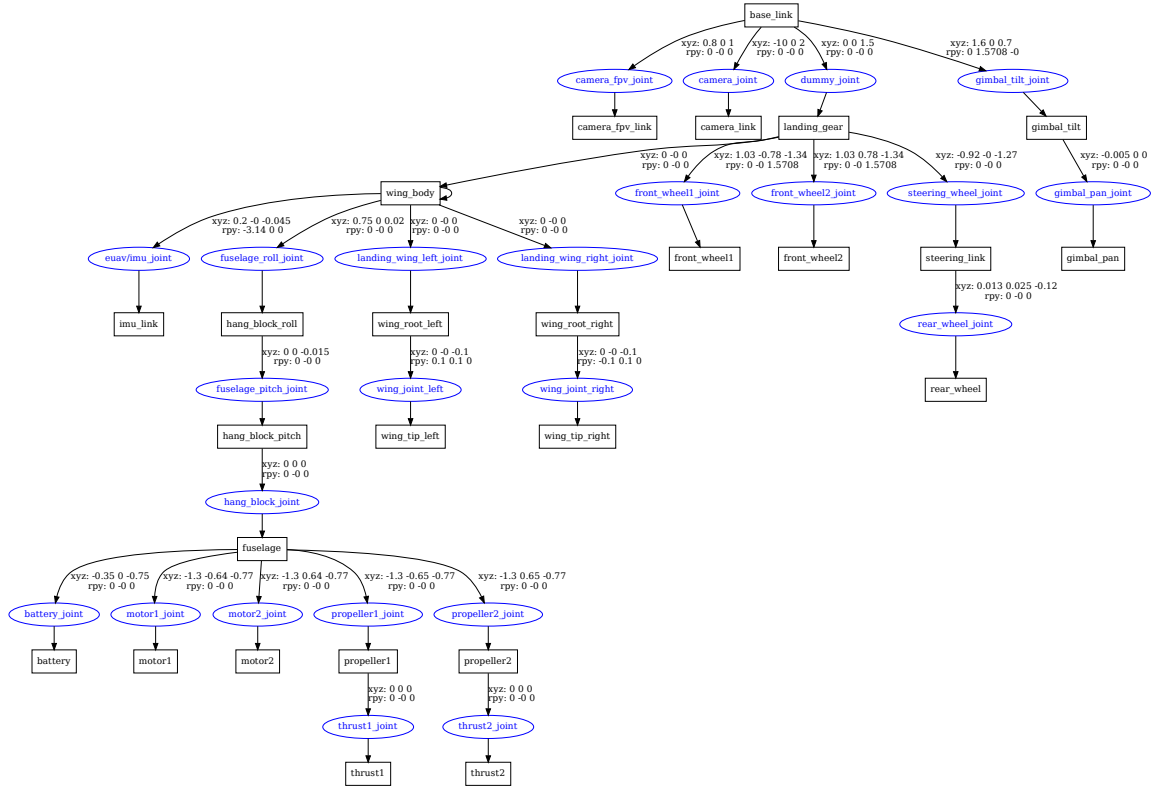 base_link
xyz: 0.8 0 1
rpy: 0 -0 0
xyz: -10 0 2
rpy: 0 -0 0
xyz: 0 0 1.5
rpy: 0 -0 0
xyz: 1.6 0 0.7
rpy: 0 1.5708 -0
camera_fpv_joint
camera_joint
dummy_joint
gimbal_tilt_joint
camera_fpv_link
camera_link
landing_gear
gimbal_tilt
xyz: 0 -0 0
rpy: 0 -0 0
xyz: 1.03 -0.78 -1.34
rpy: 0 -0 1.5708
xyz: 1.03 0.78 -1.34
rpy: 0 -0 1.5708
xyz: -0.92 -0 -1.27
rpy: 0 -0 0
xyz: -0.005 0 0
rpy: 0 -0 0
wing_body
front_wheel1_joint
front_wheel2_joint
steering_wheel_joint
gimbal_pan_joint
xyz: 0.2 -0 -0.045
rpy: -3.14 0 0
xyz: 0.75 0 0.02
rpy: 0 -0 0
xyz: 0 -0 0
rpy: 0 -0 0
xyz: 0 -0 0
rpy: 0 -0 0
euav/imu_joint
fuselage_roll_joint
landing_wing_left_joint
landing_wing_right_joint
front_wheel1
front_wheel2
steering_link
gimbal_pan
xyz: 0.013 0.025 -0.12
rpy: 0 -0 0
imu_link
hang_block_roll
wing_root_left
wing_root_right
rear_wheel_joint
xyz: 0 0 -0.015
rpy: 0 -0 0
xyz: 0 -0 -0.1
rpy: 0.1 0.1 0
xyz: 0 -0 -0.1
rpy: -0.1 0.1 0
fuselage_pitch_joint
wing_joint_left
wing_joint_right
rear_wheel
hang_block_pitch
wing_tip_left
wing_tip_right
xyz: 0 0 0
rpy: 0 -0 0
hang_block_joint
fuselage
xyz: -0.35 0 -0.75
rpy: 0 -0 0
xyz: -1.3 -0.64 -0.77
rpy: 0 -0 0
xyz: -1.3 0.64 -0.77
rpy: 0 -0 0
xyz: -1.3 -0.65 -0.77
rpy: 0 -0 0
xyz: -1.3 0.65 -0.77
rpy: 0 -0 0
battery_joint
motor1_joint
motor2_joint
propeller1_joint
propeller2_joint
battery
motor1
motor2
propeller1
propeller2
xyz: 0 0 0
rpy: 0 -0 0
xyz: 0 0 0
rpy: 0 -0 0
thrust1_joint
thrust2_joint
thrust1
thrust2